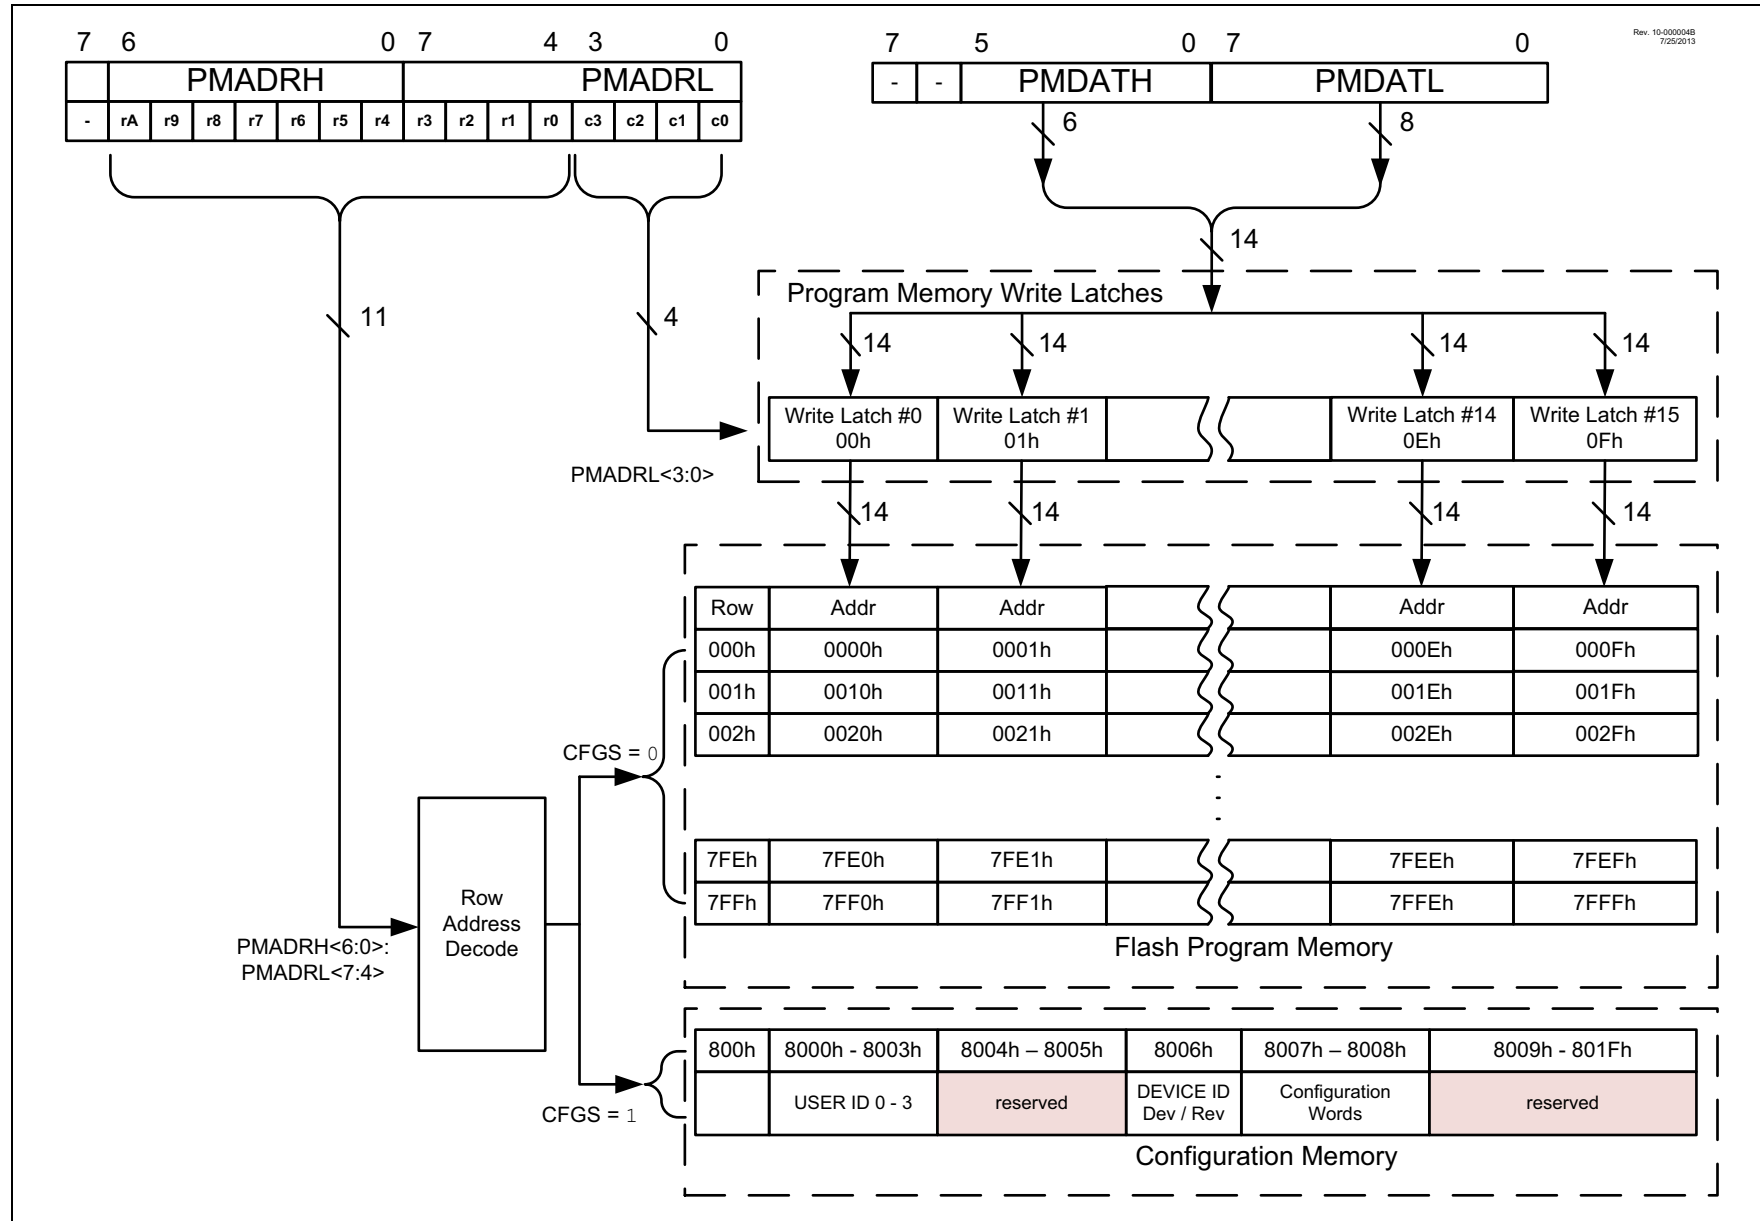 7 6 0 7 4 3 0
PMADRH PMADRL
- rA r9 r8 r7 r6 r5 r4 r3 r2 r1 r0 c3 c2 c1 c0
7 5 0 7 0
- - PMDATH PMDATL
Rev. 10-000004B
7/25/2013
6 8
14
11
4
Program Memory Write Latches
14 14 14 14
Write Latch #0
00h
Write Latch #1
01h
Write Latch #14
0Eh
Write Latch #15
0Fh
PMADRL<3:0>
14 14 14 14
Row Addr Addr Addr Addr
000h 0000h 0001h 000Eh 000Fh
001h 0010h 0011h 001Eh 001Fh
002h 0020h 0021h 002Eh 002Fh
CFGS = 0
7FEh 7FE0h 7FE1h 7FEEh 7FEFh
7FFh 7FF0h 7FF1h 7FFEh 7FFFh
Flash Program Memory
Row
Address
Decode
PMADRH<6:0>:
PMADRL<7:4>
CFGS = 1
800h 8000h - 8003h 8004h – 8005h 8006h 8007h – 8008h 8009h - 801Fh
USER ID 0 - 3
reserved
DEVICE ID
Dev / Rev
Configuration
Words
reserved
Configuration Memory